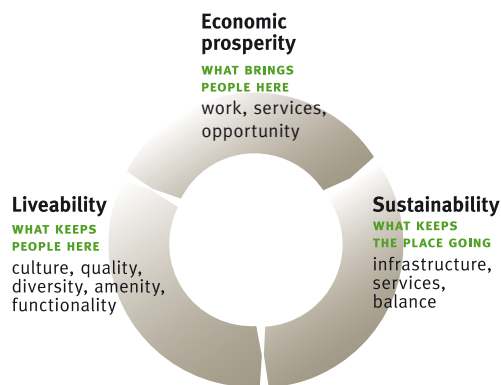 Economic
prosperity
WHAT BRINGS
PEOPLE HERE
work, services,
opportunity
Liveability
WHAT KEEPS
PEOPLE HERE
culture, quality,
diversity, amenity,
functionality
Sustainability
WHAT KEEPS
THE PLACE GOING
infrastructure,
services,
balance